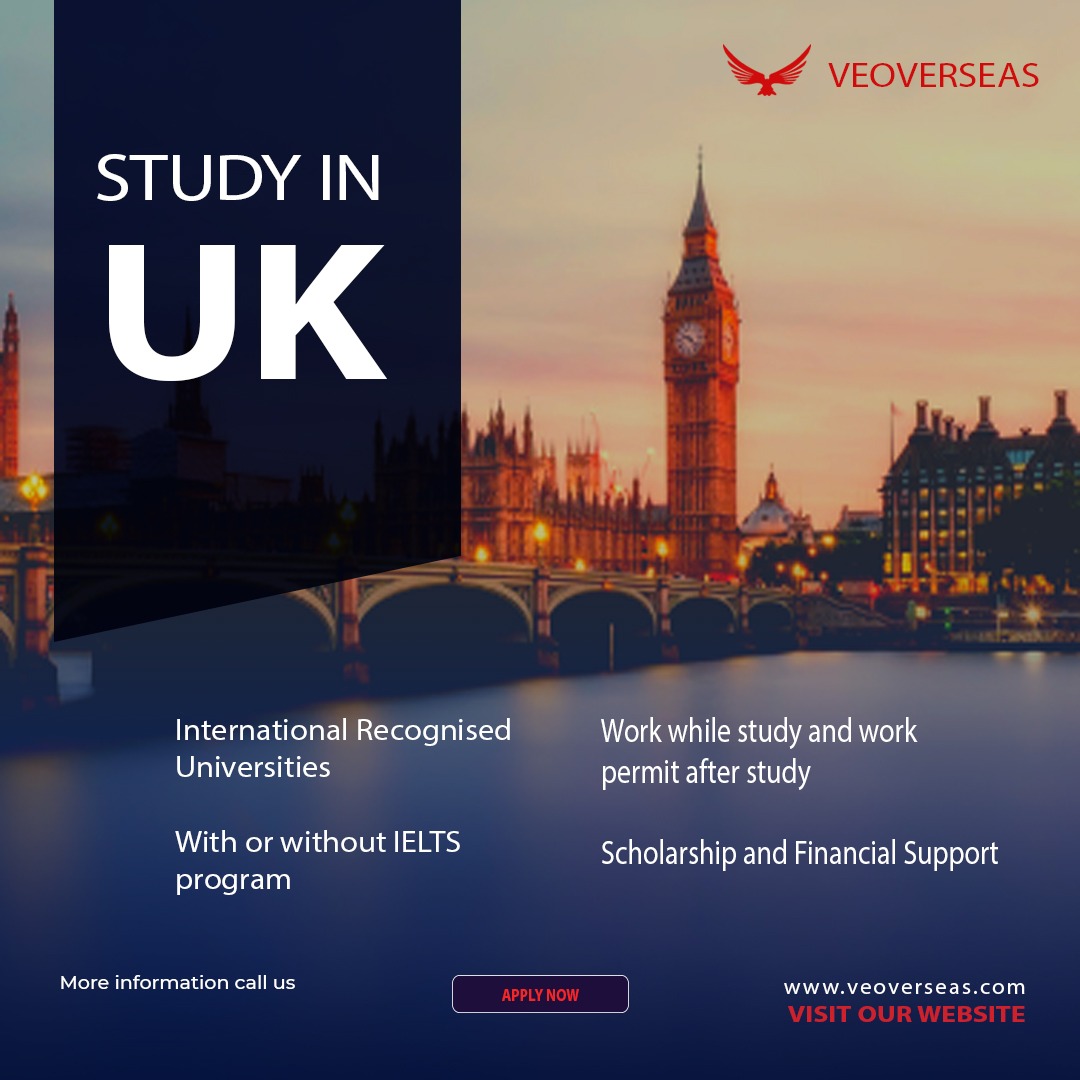 VEOVERSEAS
STUDY IN
UK
International Recognised
Universities
With or without IELTS
program
Work while study and work
permit after study
Scholarship and Financial Support
More information call us
APPLY NOW
www.veoverseas.com
VISIT OUR WEBSITE